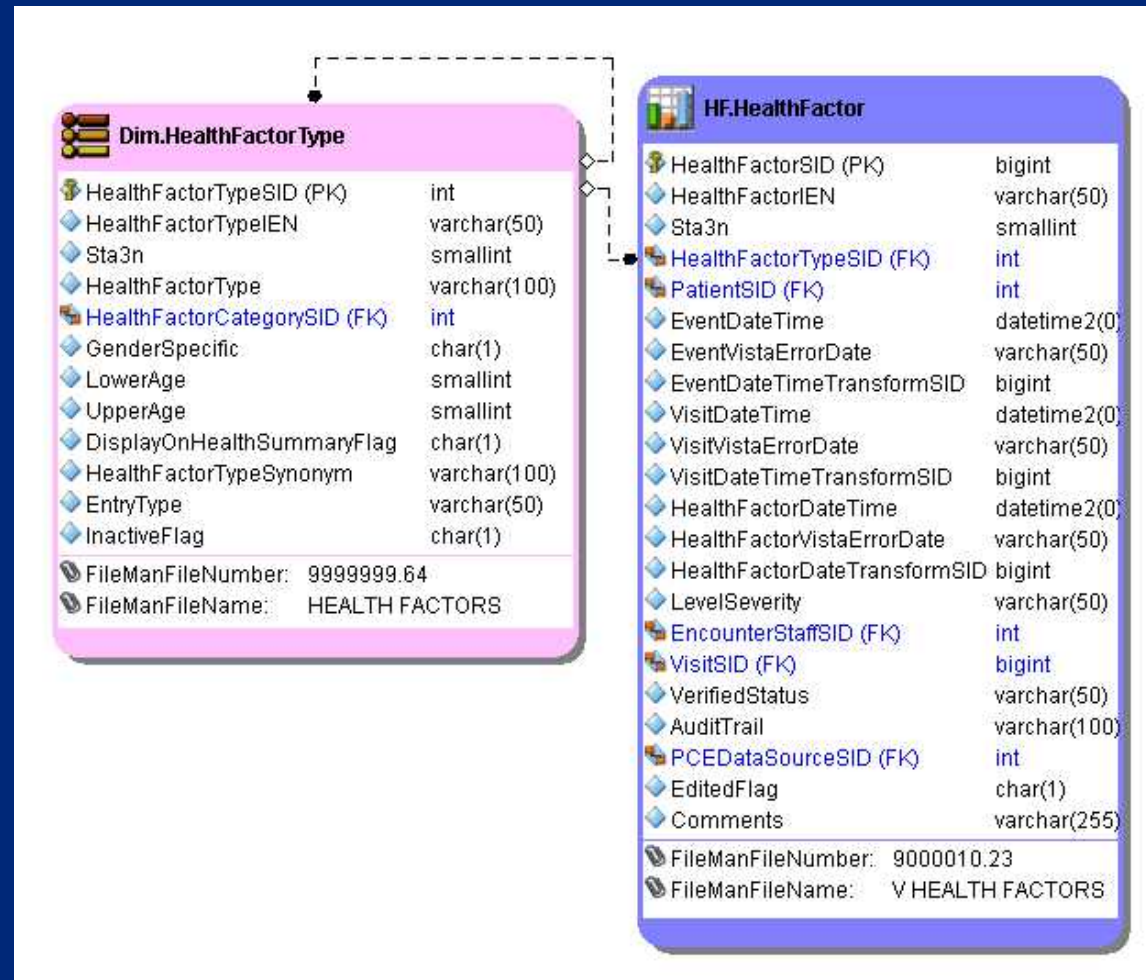 Dim.HealthFactorType
HealthFactorTypeSID (PK) int
HealthFactorTypeIEN varchar(50)
Sta3n smallint
HealthFactorType varchar(100)
HealthFactorCategorySID (FK) int
GenderSpecific char(1)
LowerAge smallint
UpperAge smallint
DisplayOnHealthSummaryFlag char(1)
HealthFactorTypeSynonym varchar(100)
EntryType varchar(50)
InactiveFlag char(1)
FileManFileNumber: 9999999.64
FileManFileName: HEALTH FACTORS
HF.HealthFactor
HealthFactorSID (PK) bigint
HealthFactorIEN varchar(50)
Sta3n smallint
HealthFactorTypeSID (FK) int
PatientSID (FK) int
EventDateTime datetime2(0)
EventVistaErrorDate varchar(50)
EventDateTimeTransformSID bigint
VisitDateTime datetime2(0)
VisitVistaErrorDate varchar(50)
VisitDateTimeTransformSID bigint
HealthFactorDateTime datetime2(0)
HealthFactorVistaErrorDate varchar(50)
HealthFactorDateTransformSID bigint
LevelSeverity varchar(50)
EncounterStaffSID (FK) int
VisitSID (FK) bigint
VerifiedStatus varchar(50)
AuditTrail varchar(100)
PCEDataSourceSID (FK) int
EditedFlag char(1)
Comments varchar(255)
FileManFileNumber: 9000010.23
FileManFileName: V HEALTH FACTORS